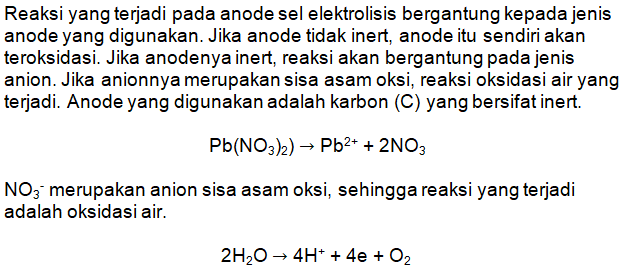 Reaksi yang terjadi pada anode sel elektrolisis bergantung kepada jenis
anode yang digunakan. Jika anode tidak inert, anode itu sendiri akan
teroksidasi. Jika anodenya inert, reaksi akan bergantung pada jenis
anion. Jika anionnya merupakan sisa asam oksi, reaksi oksidasi air yang
terjadi. Anode yang digunakan adalah karbon (C) yang bersifat inert.
Pb(NO₃)₂) → Pb²⁺ + 2NO₃
NO₃⁻ merupakan anion sisa asam oksi, sehingga reaksi yang terjadi
adalah oksidasi air.
2H₂O → 4H⁺ + 4e + O₂